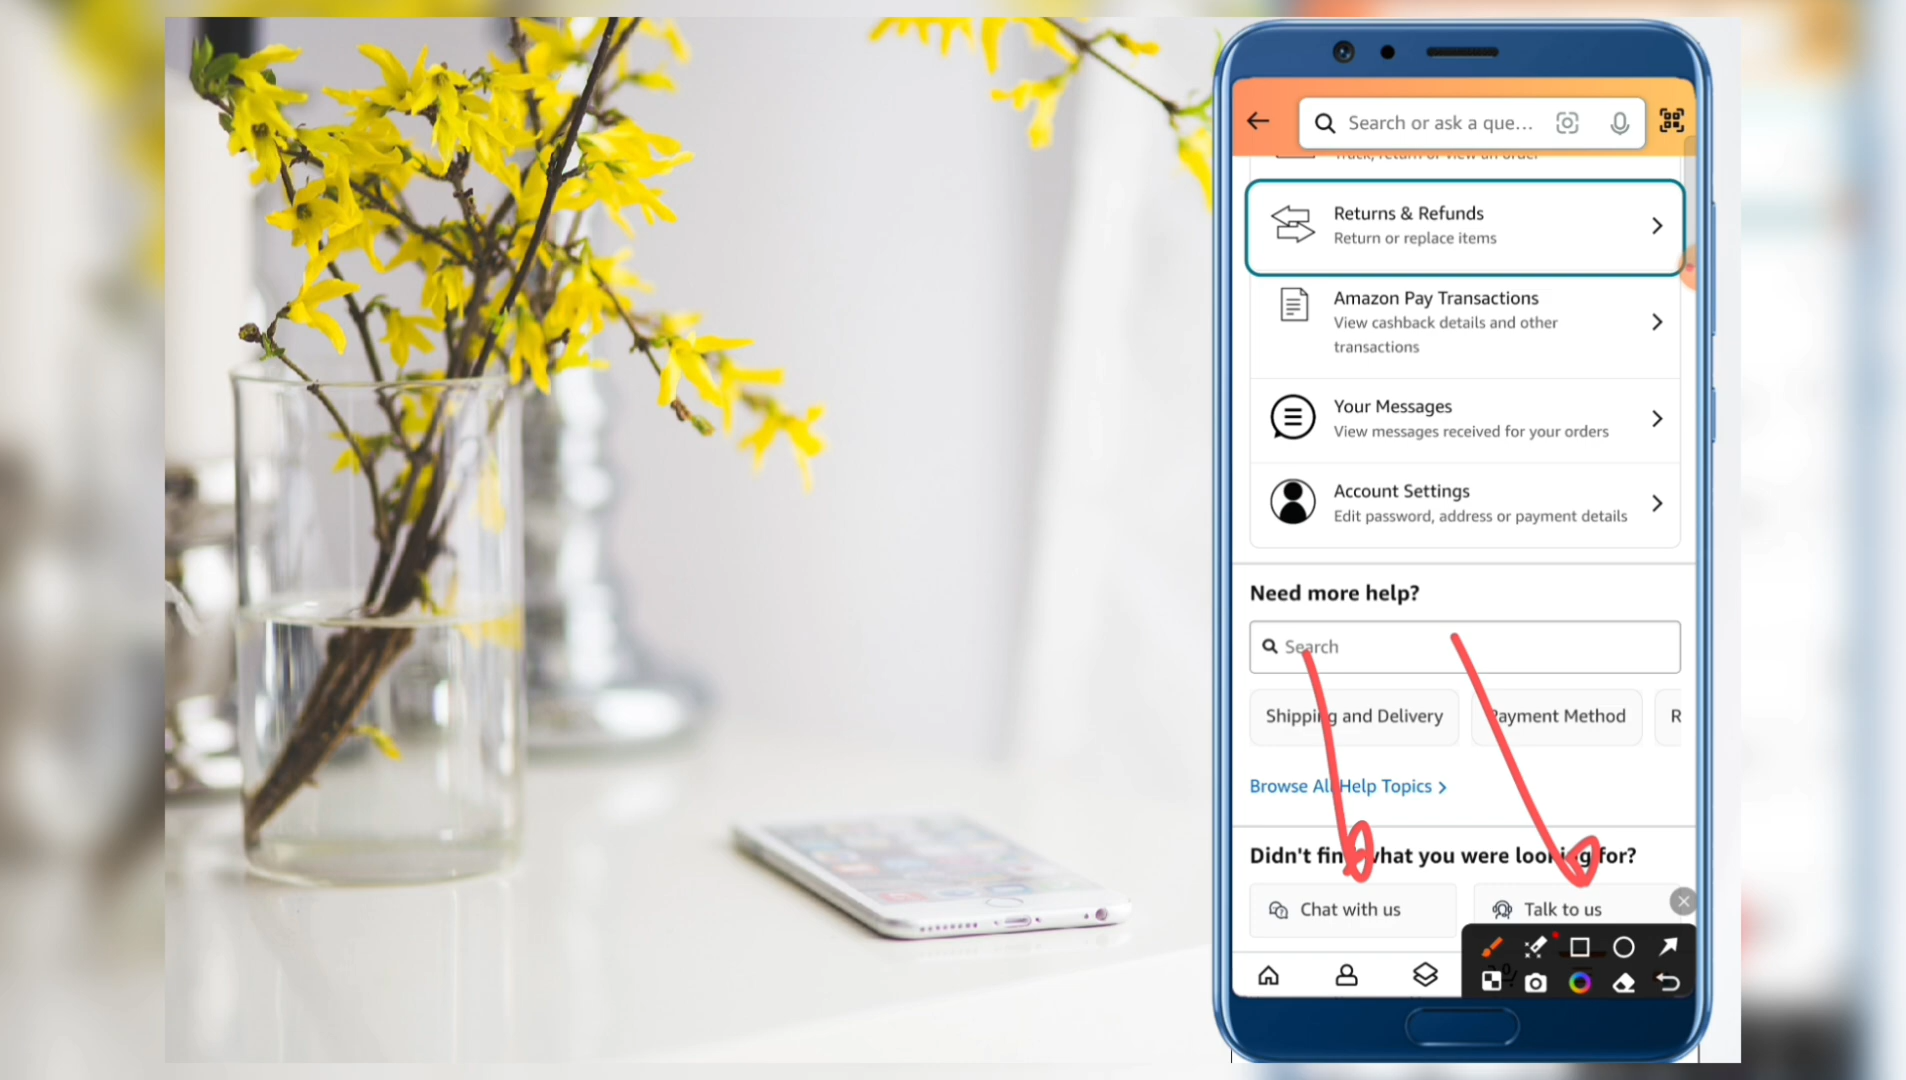 Search or ask a que...
Track, return or view an order
Returns & Refunds
Return or replace items
Amazon Pay Transactions
View cashback details and other
transactions
Your Messages
View messages received for your orders
Account Settings
Edit password, address or payment details
Need more help?
Search
Shipping and Delivery
Payment Method
R
Browse All Help Topics
Didn't find what you were looking for?
Chat with us
Talk to us